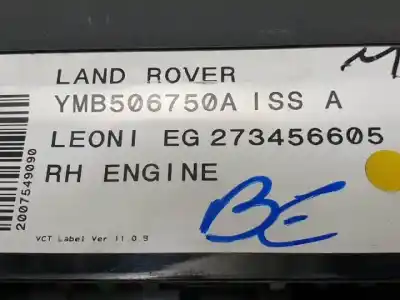 LAND ROVER
YMB506750A ISS A
LEONI EG 273456605
RH ENGINE
2007549090
BE
VCT Label Ver 11.0.9